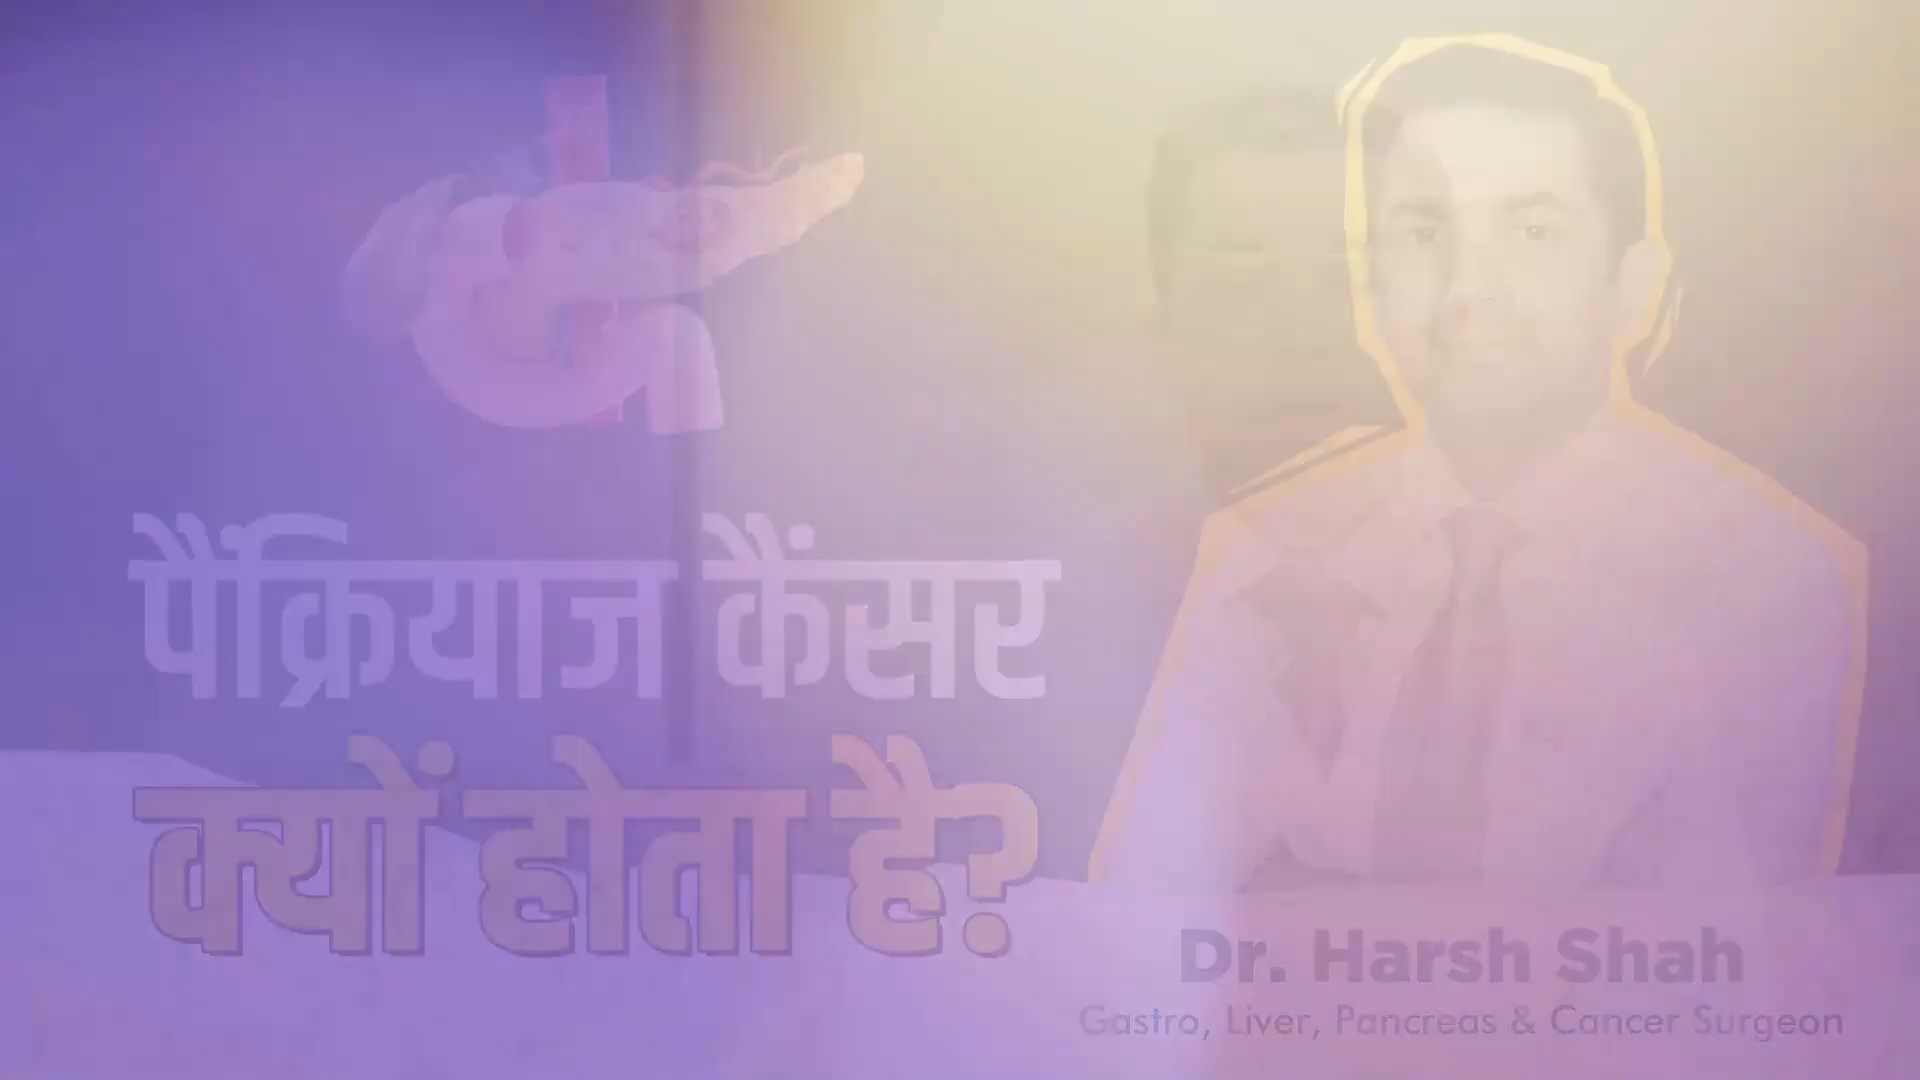 पैंक्रियाज कैंसर
क्यों होता है?
Dr. Harsh Shah
Gastro, Liver, Pancreas & Cancer Surgeon